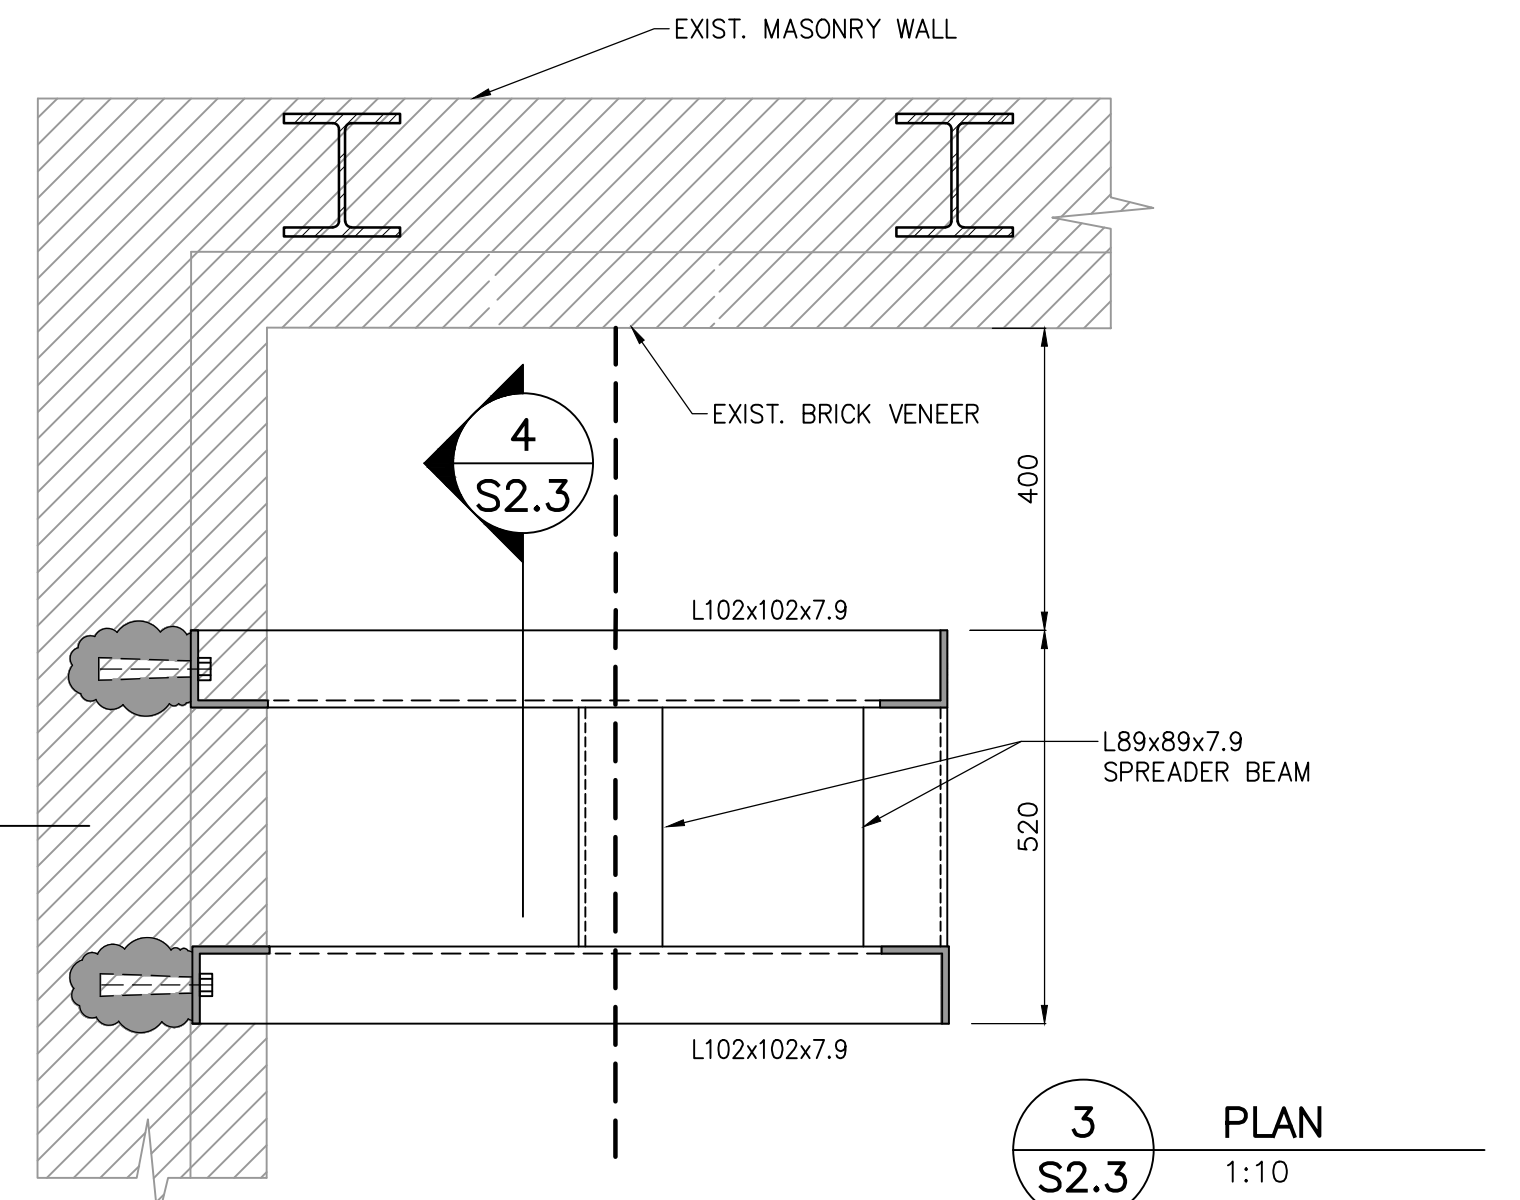 EXIST. MASONRY WALL
EXIST. BRICK VENEER
4
S2.3
400
L102x102x7.9
L89x89x7.9
SPREADER BEAM
520
L102x102x7.9
3
S2.3
PLAN
1:10